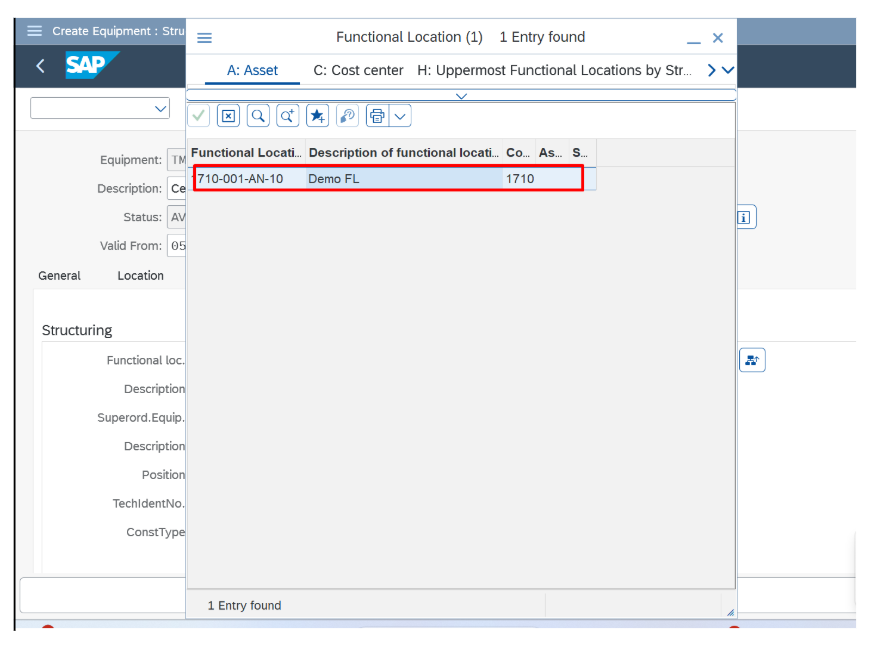 Create Equipment : Stru
Functional Location (1) 1 Entry found
SAP
A: Asset C: Cost center H: Uppermost Functional Locations by Str...
Functional Locati... Description of functional locati... Co... As... S...
Equipment: TM
1710-001-AN-10 Demo FL 1710
Description: Ce
Status: AV
Valid From: 05
General Location
Structuring
Functional loc.
Description
Superord.Equip.
Description
Position
TechIdentNo.
ConstType
1 Entry found